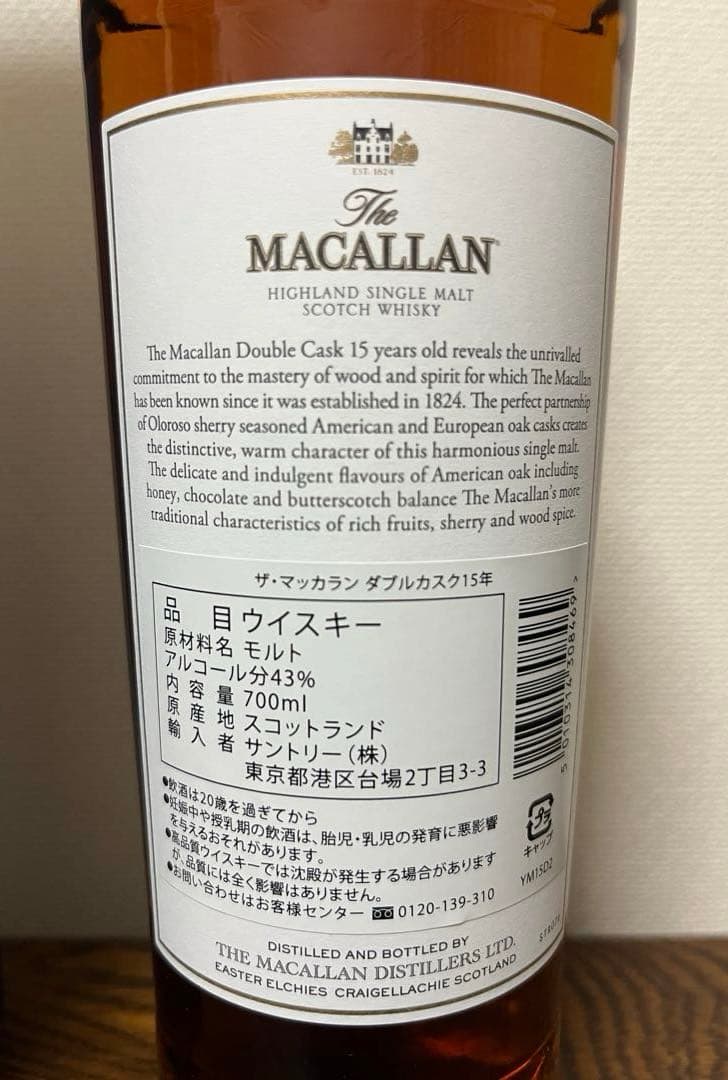 EST. 1824
The
MACALLAN
HIGHLAND SINGLE MALT
SCOTCH WHISKY
The Macallan Double Cask 15 years old reveals the unrivalled
commitment to the mastery of wood and spirit for which The Macallan
has been known since it was established in 1824. The perfect partnership
of Oloroso sherry seasoned American and European oak casks creates
the distinctive, warm character of this harmonious single malt.
The delicate and indulgent flavours of American oak including
honey, chocolate and butterscotch balance The Macallan's more
traditional characteristics of rich fruits, sherry and wood spice.
ザ・マッカラン ダブルカスク15年
品 目 ウイスキー
原材料名 モルト
アルコール分43%
内 容 量 700ml
原 産 地 スコットランド
輸 入 者 サントリー(株)
東京都港区台場2丁目3-3
5 010314 308469 >
●飲酒は20歳を過ぎてから
●妊娠中や授乳期の飲酒は、胎児・乳児の発育に悪影響
を与えるおそれがあります。
●高品質ウイスキーでは沈殿が発生する場合があります
が、品質には全く影響はありません。
●お問い合わせはお客様センター 0120-139-310
プラ
キャップ
YM15D2
DISTILLED AND BOTTLED BY
THE MACALLAN DISTILLERS LTD.
EASTER ELCHIES CRAIGELLACHIE SCOTLAND